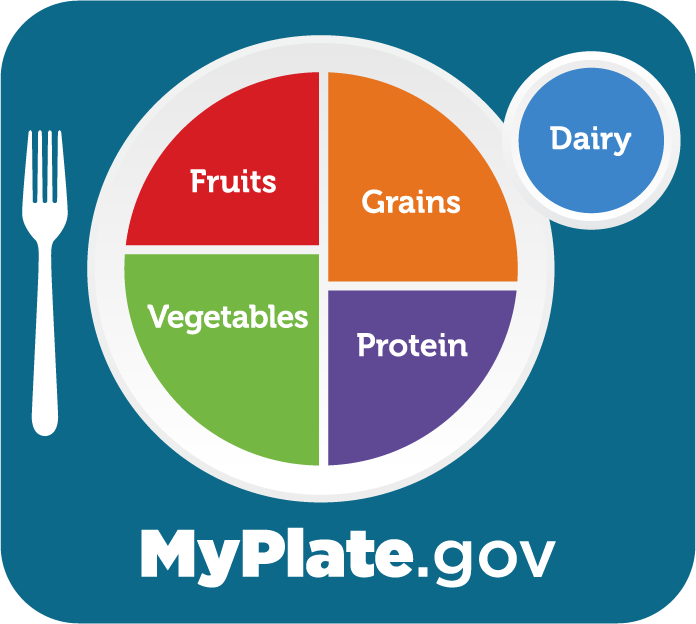 Fruits
Grains
Dairy
Vegetables
Protein
MyPlate.gov